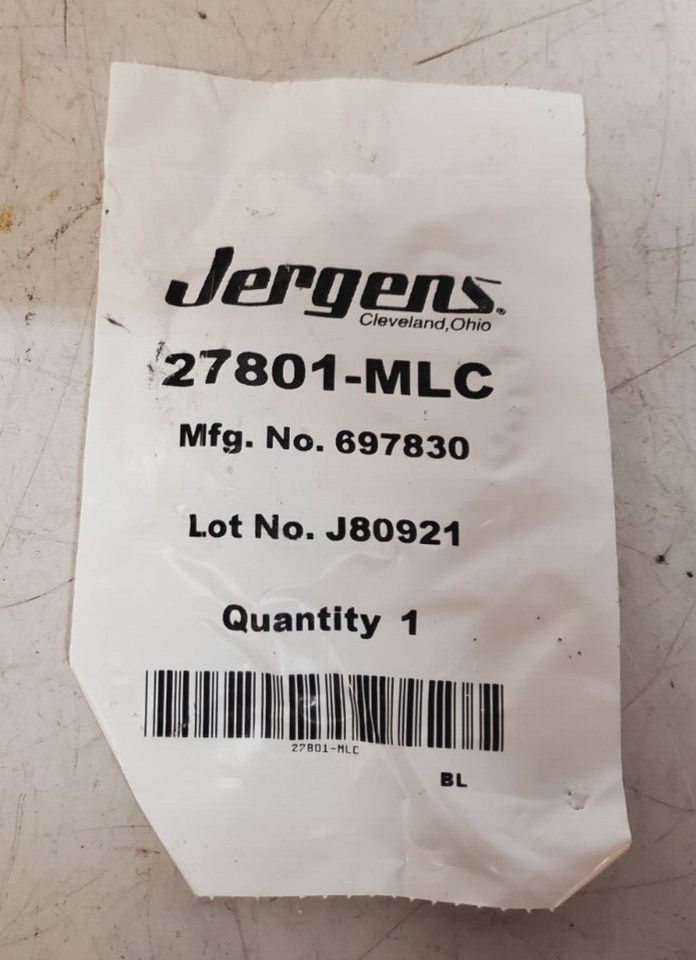 Jergens®
Cleveland,Ohio
27801-MLC
Mfg. No. 697830
Lot No. J80921
Quantity 1
27801-MLC
BL